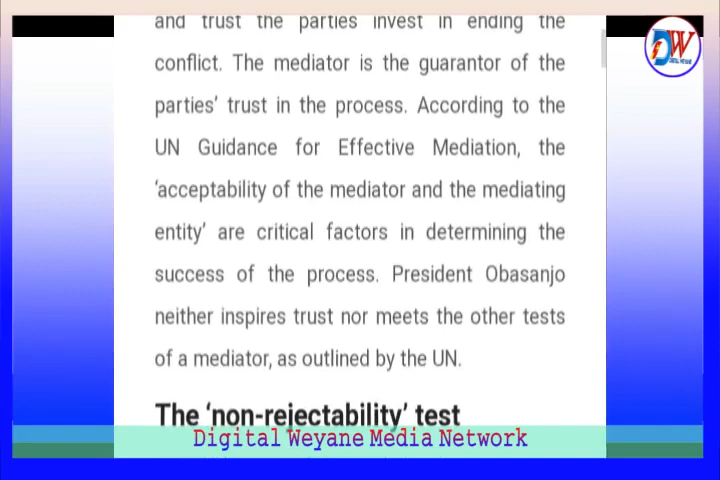 and trust the parties invest in ending the
conflict. The mediator is the guarantor of the
parties’ trust in the process. According to the
UN Guidance for Effective Mediation, the
‘acceptability of the mediator and the mediating
entity’ are critical factors in determining the
success of the process. President Obasanjo
neither inspires trust nor meets the other tests
of a mediator, as outlined by the UN.
The ‘non-rejectability’ test
Digital Weyane Media Network
DW
DIGITAL WEYANE